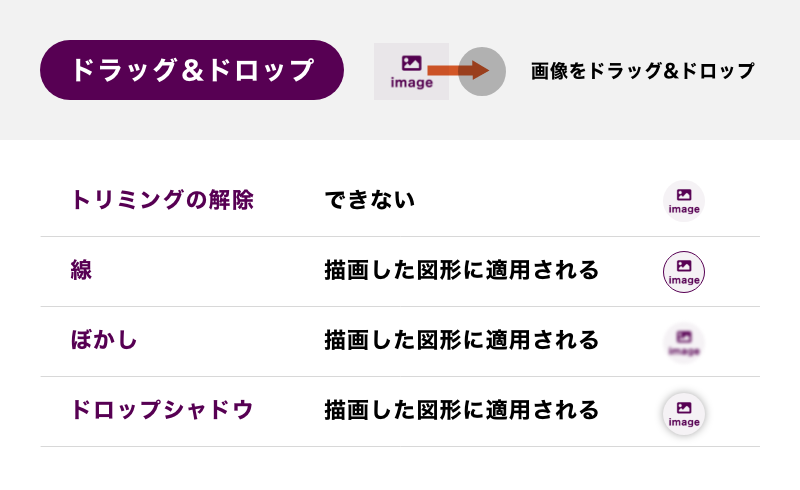 ドラッグ&ドロップ
image
画像をドラッグ&ドロップ
トリミングの解除 できない image
線 描画した図形に適用される image
ぼかし 描画した図形に適用される image
ドロップシャドウ 描画した図形に適用される image